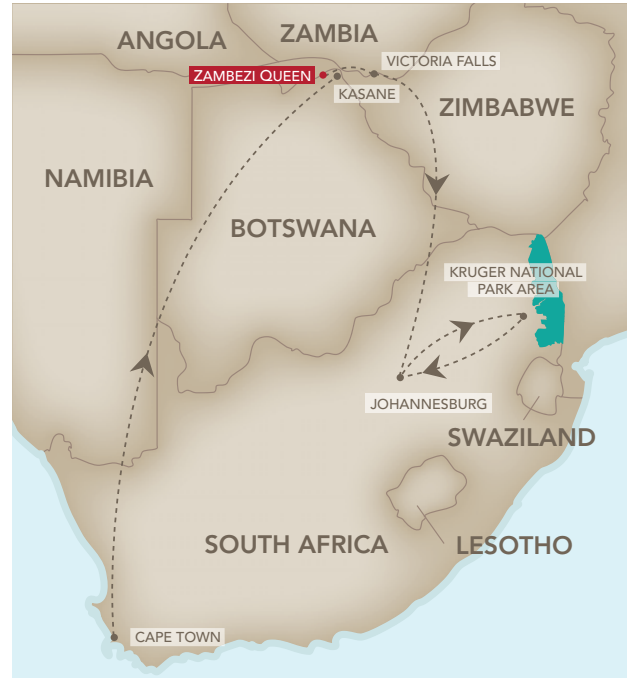 ANGOLA
ZAMBIA
VICTORIA FALLS
ZAMBEZI QUEEN
KASANE
ZIMBABWE
NAMIBIA
BOTSWANA
KRUGER NATIONAL
PARK AREA
JOHANNESBURG
SWAZILAND
SOUTH AFRICA
LESOTHO
CAPE TOWN